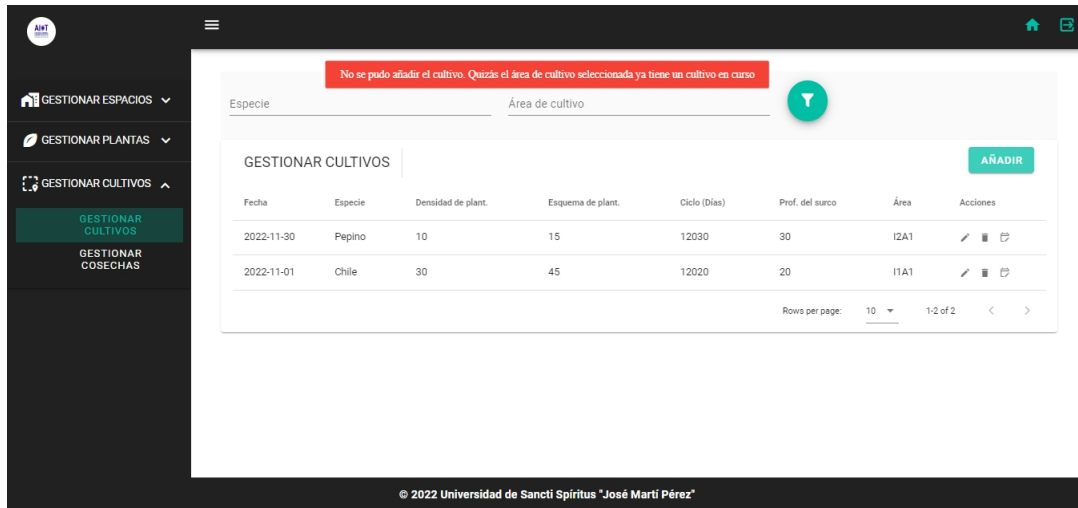 AIoT
No se pudo añadir el cultivo. Quizás el área de cultivo seleccionada ya tiene un cultivo en curso
GESTIONAR ESPACIOS
GESTIONAR PLANTAS
GESTIONAR CULTIVOS
GESTIONAR
CULTIVOS
GESTIONAR
COSECHAS
Especie Área de cultivo
GESTIONAR CULTIVOS AÑADIR
Fecha Especie Densidad de plant. Esquema de plant. Ciclo (Días) Prof. del surco Área Acciones
2022-11-30 Pepino 10 15 12030 30 I2A1
2022-11-01 Chile 30 45 12020 20 I1A1
Rows per page: 10 1-2 of 2
© 2022 Universidad de Sancti Spíritus "José Martí Pérez"